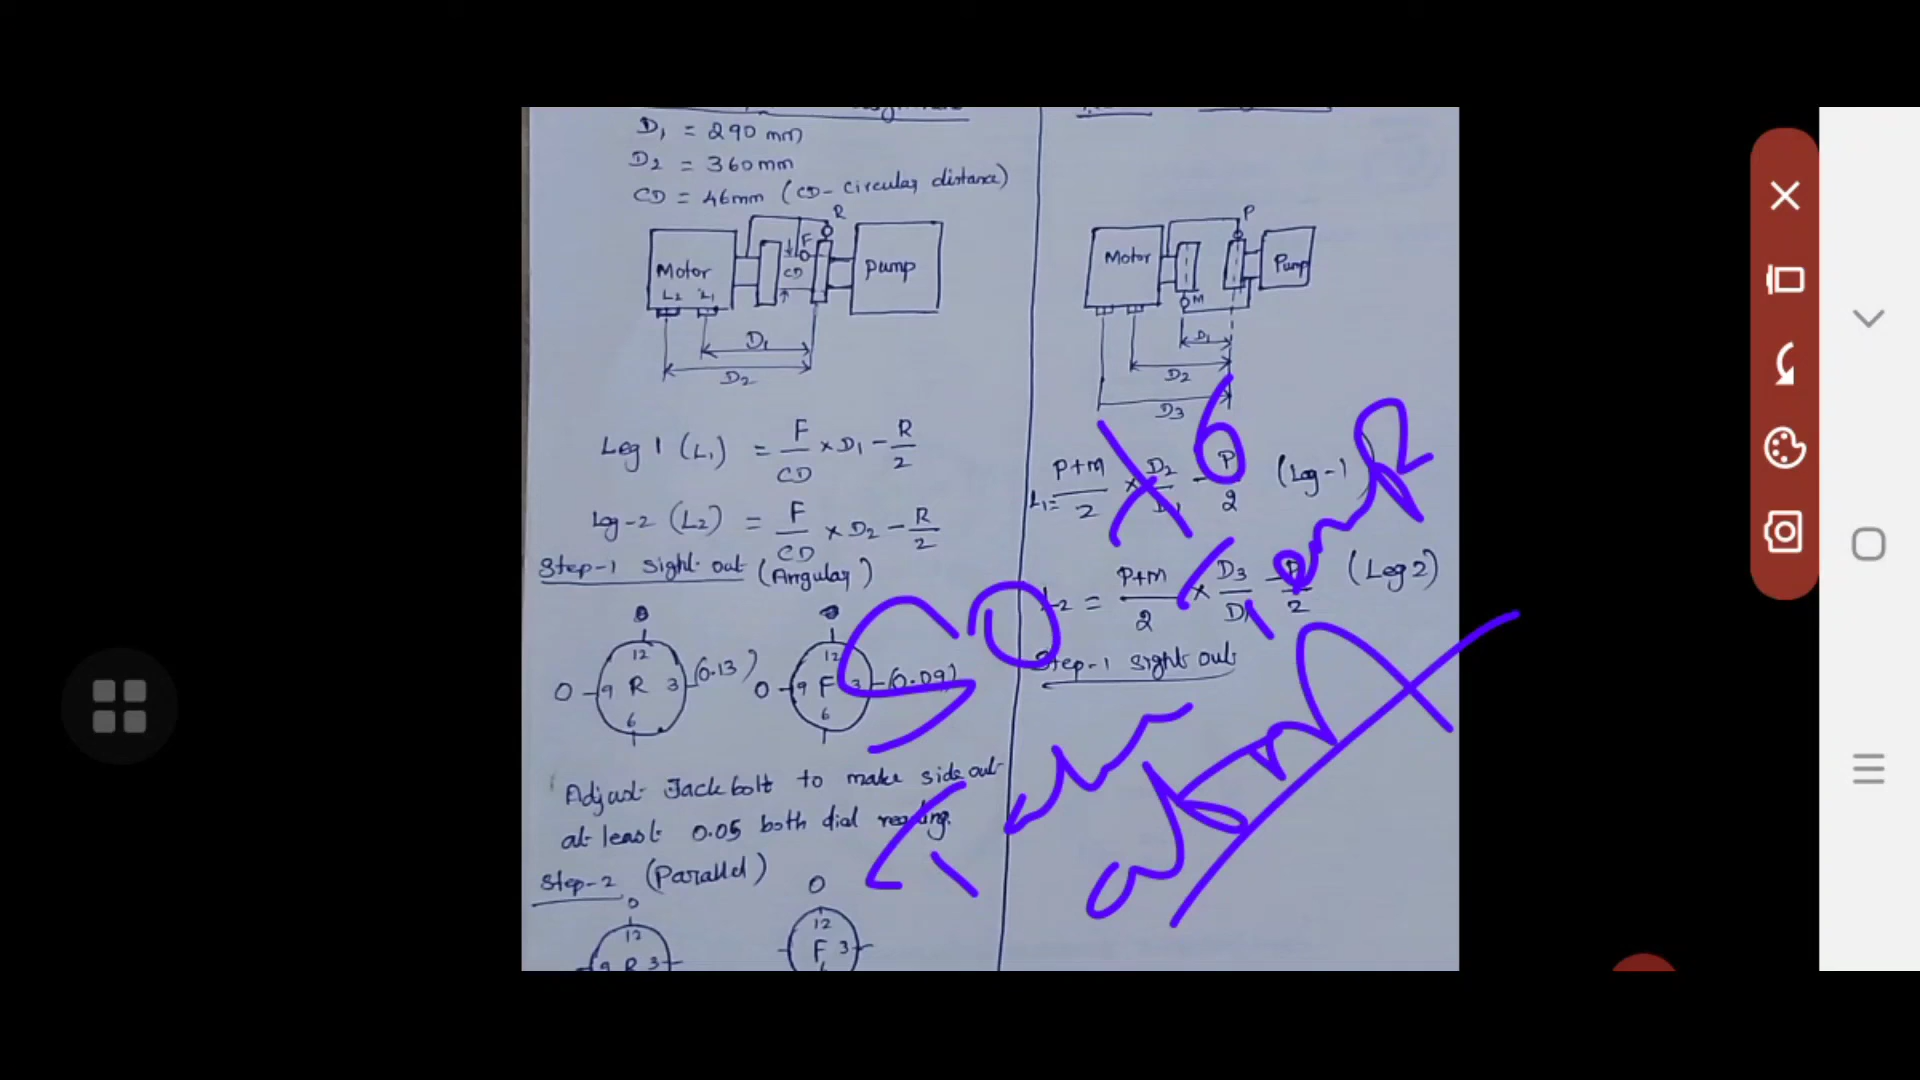 D1 = 290 mm
D2 = 360mm
CD = 46mm (CD- circular distance)
R
F
CD
Motor
L2 L1
Pump
D1
D2
Leg 1 (L1) = F/CD × D1 - R/2
Leg-2 (L2) = F/CD × D2 - R/2
Step-1 Sight out (Angular)
0
12
0 9 R 3 (0.13)
6
0
12
0 9 F 3 (0.09)
6
Adjust Jack bolt to make side out
at least 0.05 both dial reading.
Step-2 (Parallel)
0
12
9 R 3
0
12
F 3
P
Motor
Pump
M
D1
D2
D3
L1= P+M/2 × D2/D1 - P/2 (Leg-1)
L2 = P+M/2 × D3/D1 - P/2 (Leg 2)
Step-1 sight out